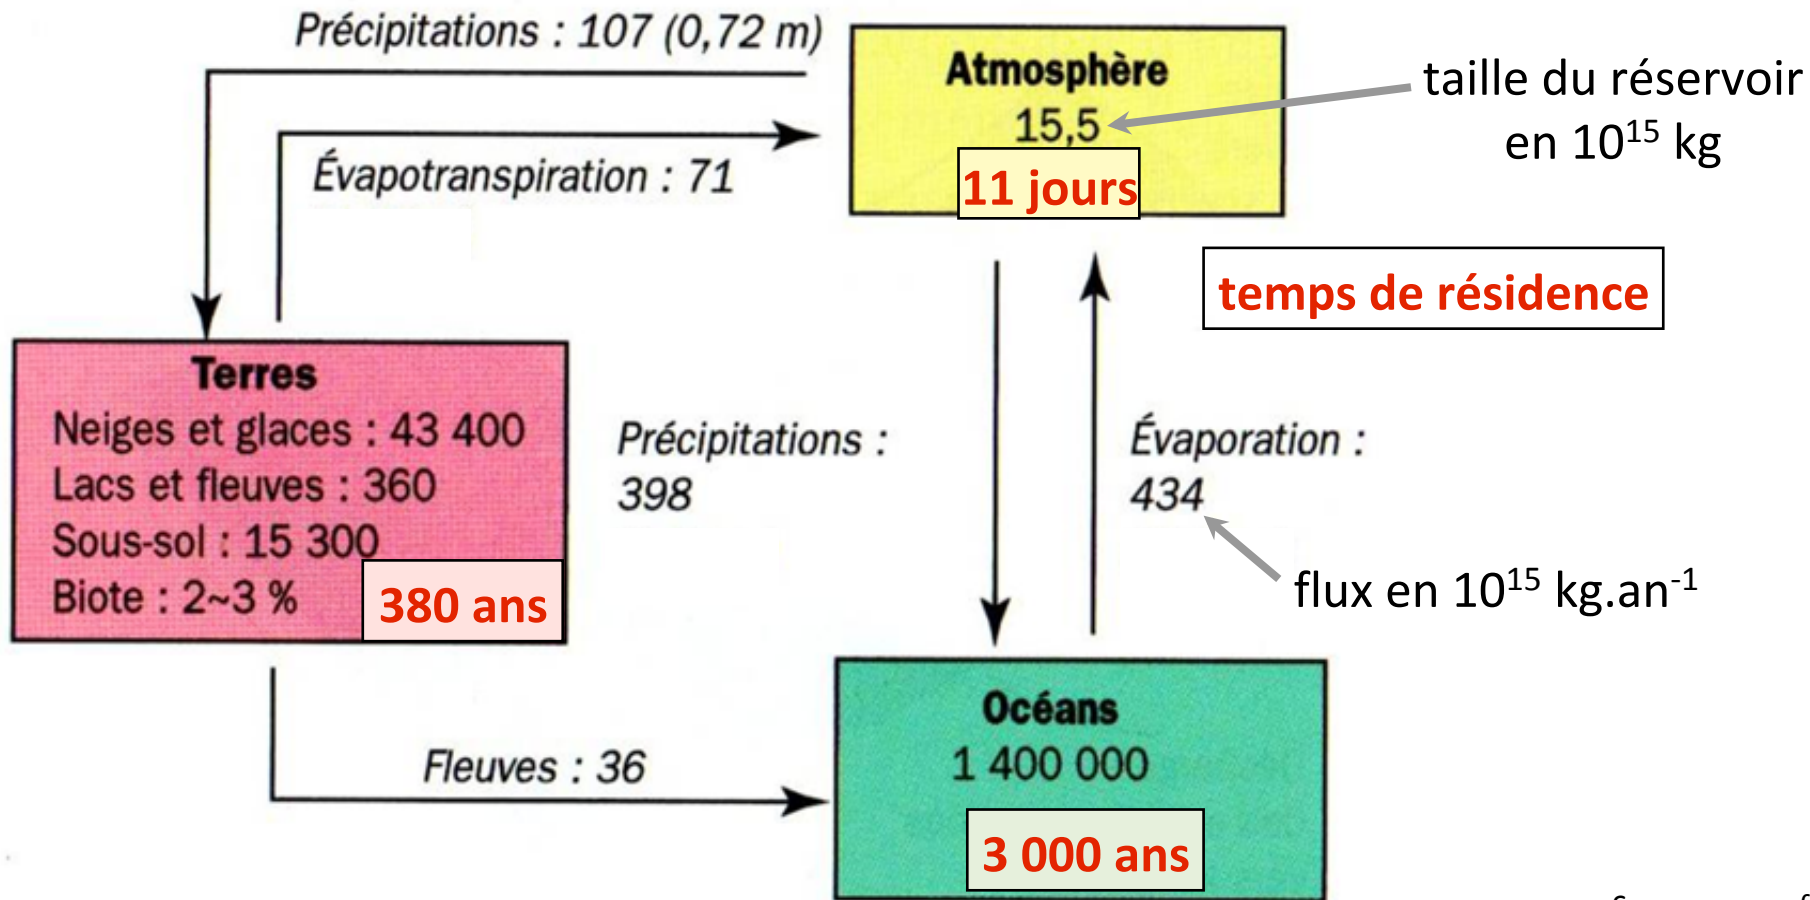 Précipitations : 107 (0,72 m)
Atmosphère
15,5
11 jours
taille du réservoir
en 10¹⁵ kg
Évapotranspiration : 71
temps de résidence
Terres
Neiges et glaces : 43 400
Lacs et fleuves : 360
Sous-sol : 15 300
Biote : 2~3 %
380 ans
Précipitations :
398
Évaporation :
434
flux en 10¹⁵ kg.an⁻¹
Fleuves : 36
Océans
1 400 000
3 000 ans